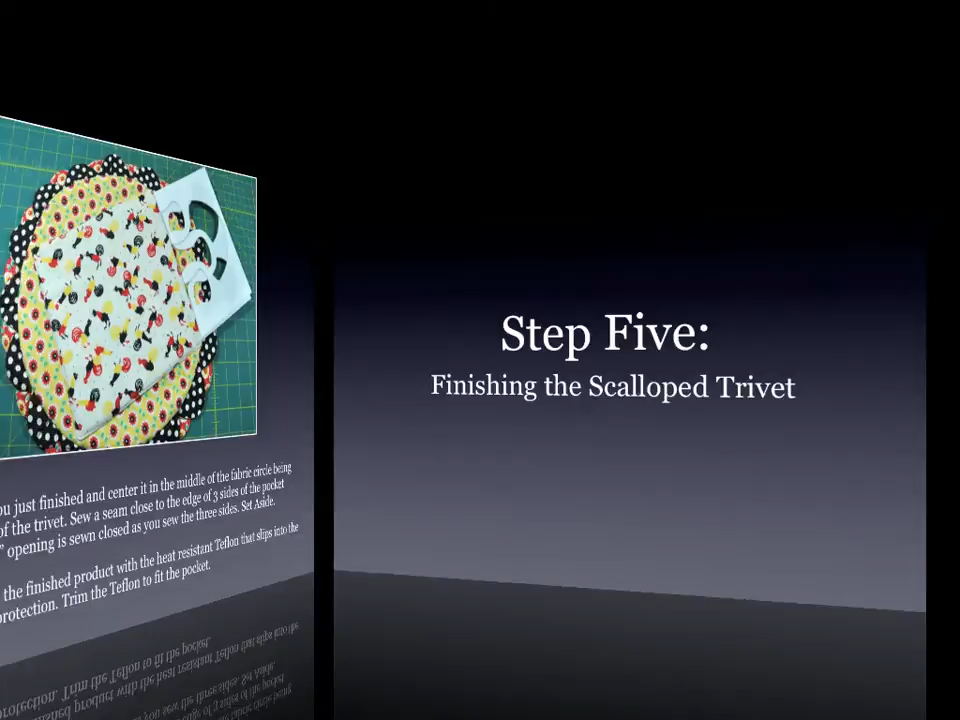 ou just finished and center it in the middle of the fabric circle being
of the trivet. Sew a seam close to the edge of 3 sides of the pocket
” opening is sewn closed as you sew the three sides. Set Aside.
the finished product with the heat resistant Teflon that slips into the
protection. Trim the Teflon to fit the pocket.
Step Five:
Finishing the Scalloped Trivet